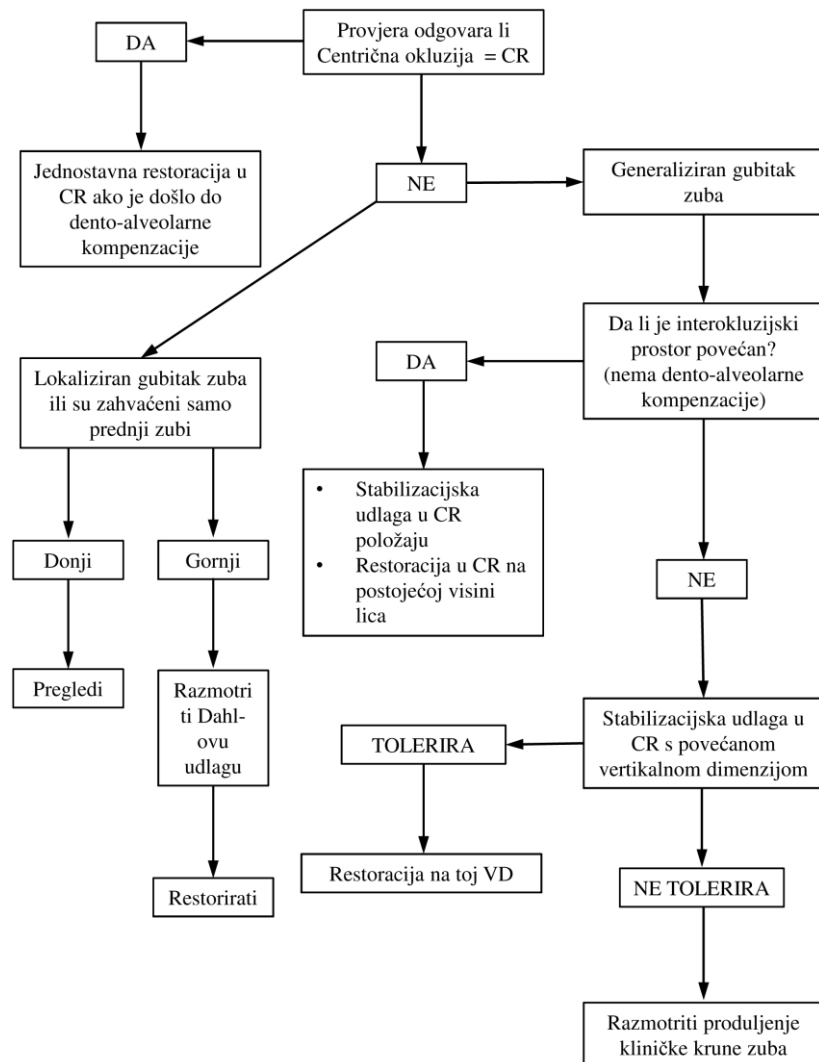 Provjera odgovara li
Centrična okluzija = CR
DA
Jednostavna restoracija u
CR ako je došlo do
dento-alveolarne
kompenzacije
NE
Generaliziran gubitak
zuba
Lokaliziran gubitak zuba
ili su zahvaćeni samo
prednji zubi
DA
Da li je interokluzijski
prostor povećan?
(nema dento-alveolarne
kompenzacije)
• Stabilizacijska
udlaga u CR
položaju
• Restoracija u CR na
postojećoj visini
lica
Donji
Gornji
NE
Pregledi
Razmotri
ti Dahl-
ovu
udlagu
TOLERIRA
Stabilizacijska udlaga u
CR s povećanom
vertikalnom dimenzijom
Restorirati
Restoracija na toj VD
NE TOLERIRA
Razmotriti produljenje
kliničke krune zuba